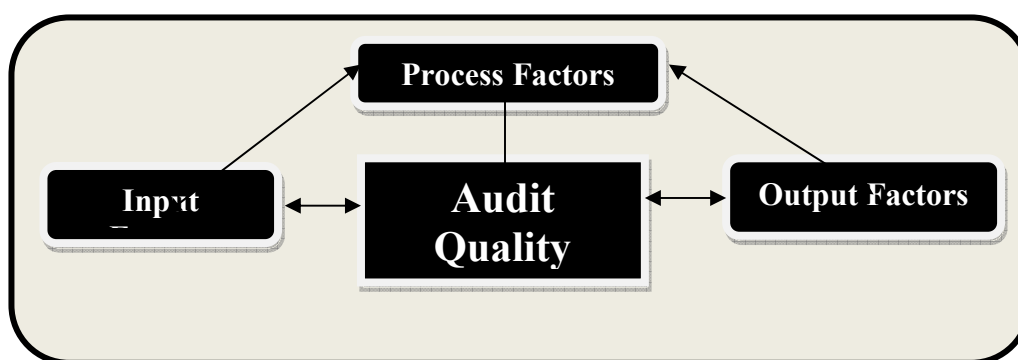 Process Factors
Input
Audit
Quality
Output Factors